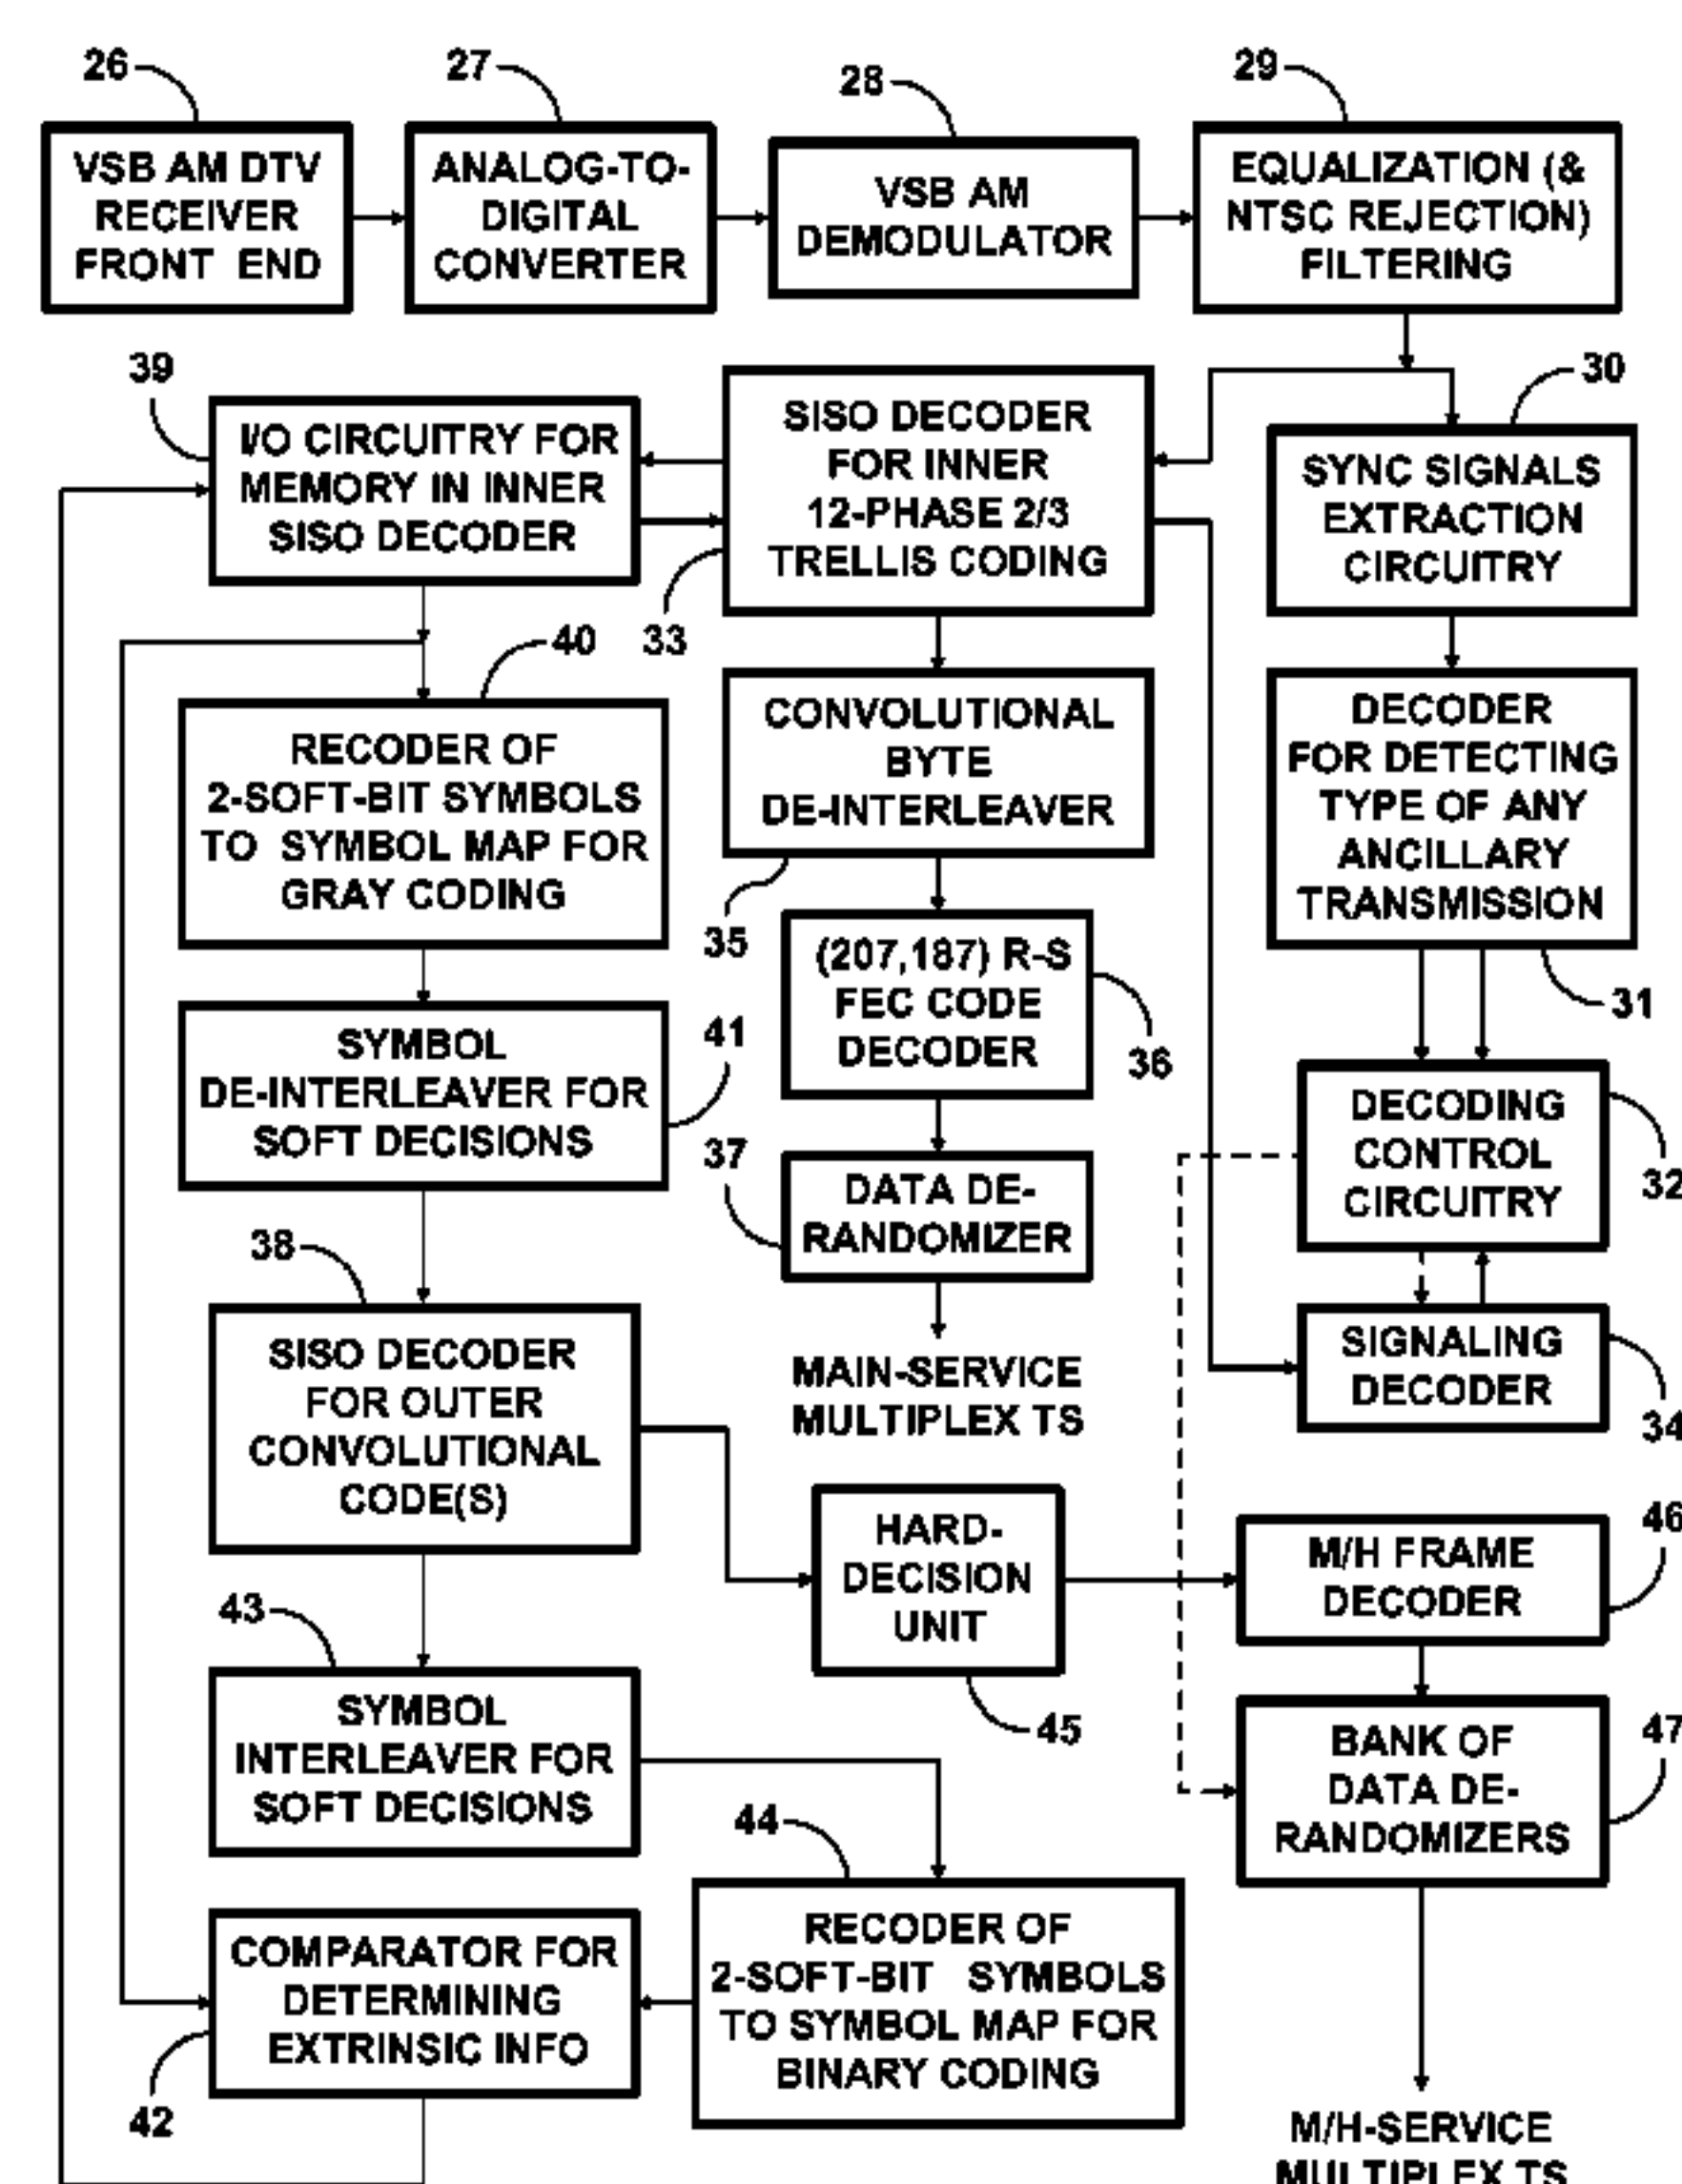 26
27
28
29
VSB AM DTV
RECEIVER
FRONT END
ANALOG-TO-
DIGITAL
CONVERTER
VSB AM
DEMODULATOR
EQUALIZATION (&
NTSC REJECTION)
FILTERING
39
I/O CIRCUITRY FOR
MEMORY IN INNER
SISO DECODER
SISO DECODER
FOR INNER
12-PHASE 2/3
TRELLIS CODING
33
30
SYNC SIGNALS
EXTRACTION
CIRCUITRY
40
RECODER OF
2-SOFT-BIT SYMBOLS
TO SYMBOL MAP FOR
GRAY CODING
CONVOLUTIONAL
BYTE
DE-INTERLEAVER
35
DECODER
FOR DETECTING
TYPE OF ANY
ANCILLARY
TRANSMISSION
31
(207,187) R-S
FEC CODE
DECODER
36
SYMBOL
DE-INTERLEAVER FOR
SOFT DECISIONS
41
DECODING
CONTROL
CIRCUITRY
32
37
DATA DE-
RANDOMIZER
MAIN-SERVICE
MULTIPLEX TS
38
SISO DECODER
FOR OUTER
CONVOLUTIONAL
CODE(S)
SIGNALING
DECODER
34
HARD-
DECISION
UNIT
45
M/H FRAME
DECODER
46
43
SYMBOL
INTERLEAVER FOR
SOFT DECISIONS
BANK OF
DATA DE-
RANDOMIZERS
47
44
RECODER OF
2-SOFT-BIT SYMBOLS
TO SYMBOL MAP FOR
BINARY CODING
COMPARATOR FOR
DETERMINING
EXTRINSIC INFO
42
M/H-SERVICE
MULTIPLEX TS